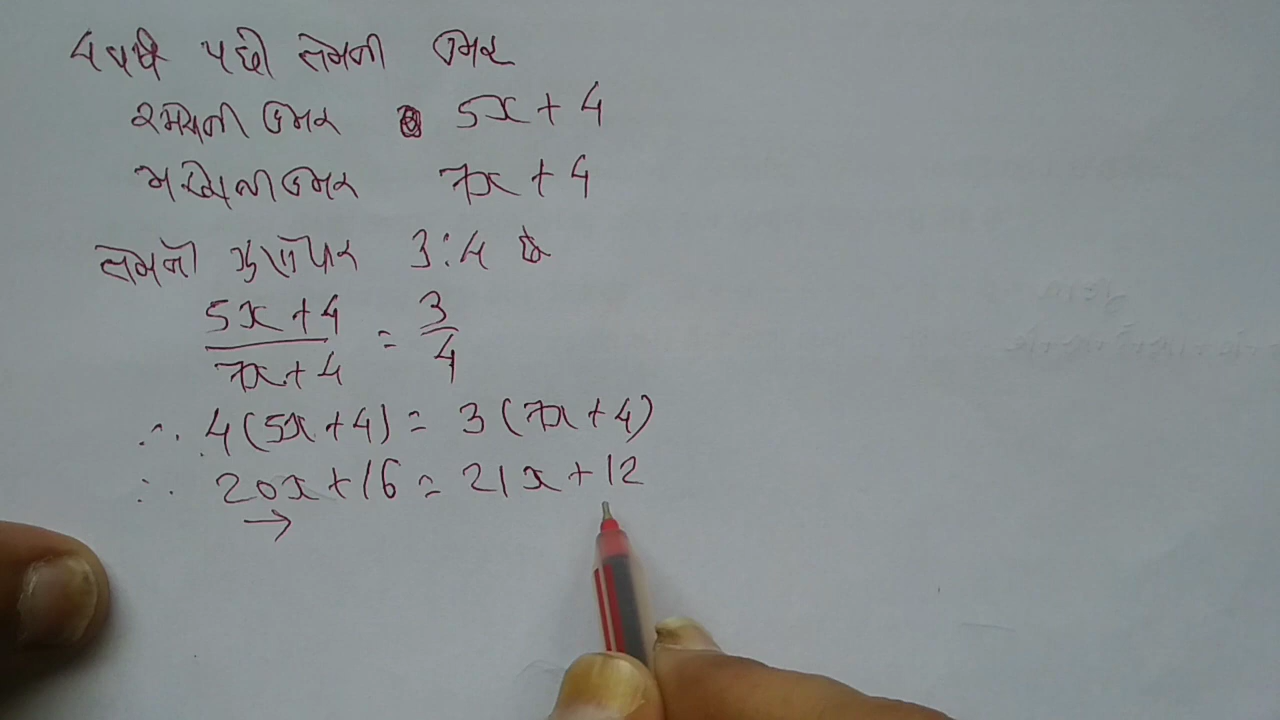 4 વર્ષ પછી તેમની ઉંમર
રમેશની ઉંમર 5x + 4
મહેશની ઉંમર 7x + 4
તેમનો ગુણોત્તર 3:4 છે
5x + 4 / 7x + 4 = 3 / 4
∴ 4 (5x + 4) = 3 (7x + 4)
∴ 20x + 16 = 21x + 12
→